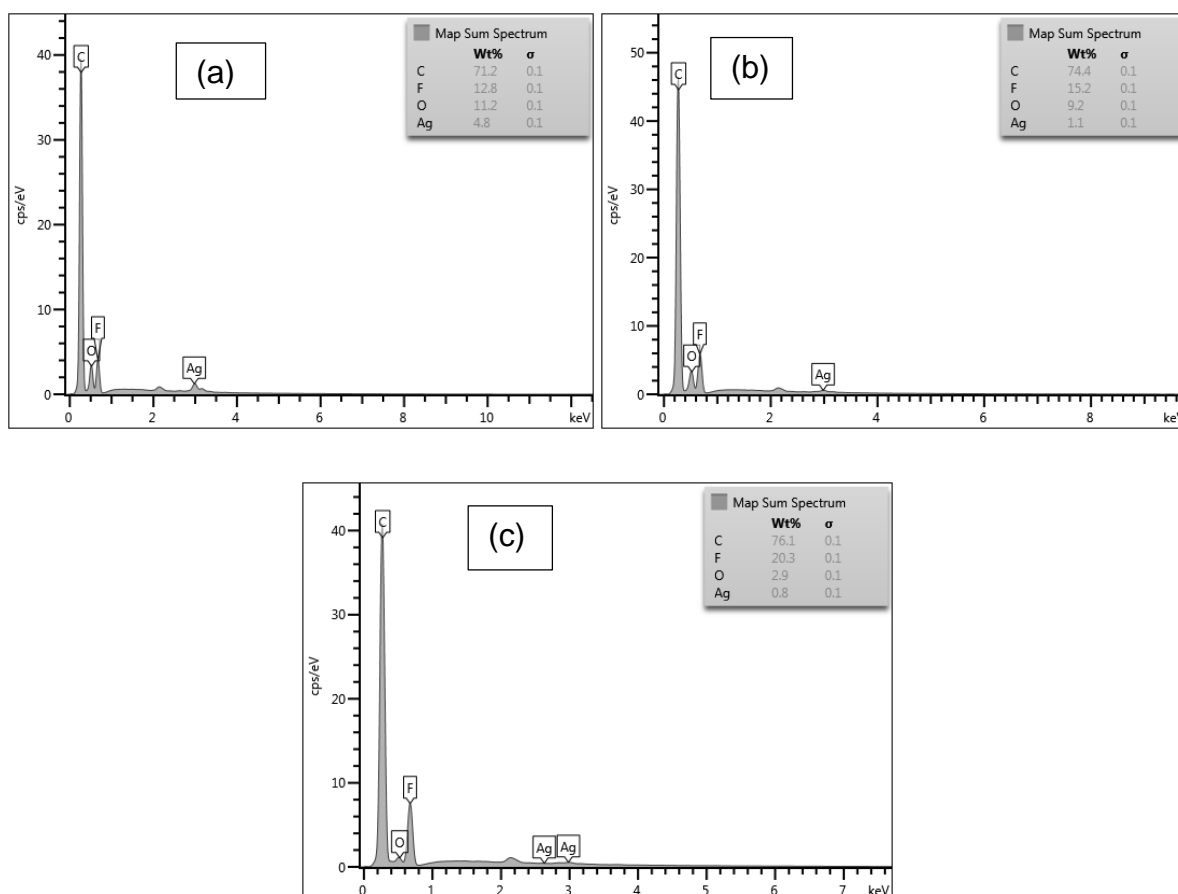 (a)
Map Sum Spectrum
Wt% σ
C 71.2 0.1
F 12.8 0.1
O 11.2 0.1
Ag 4.8 0.1
40
30
20
10
0
cps/eV
C
O
F
Ag
0 2 4 6 8 10 keV
(b)
Map Sum Spectrum
Wt% σ
C 74.4 0.1
F 15.2 0.1
O 9.2 0.1
Ag 1.1 0.1
50
40
30
20
10
0
cps/eV
C
O
F
Ag
0 2 4 6 8 keV
(c)
Map Sum Spectrum
Wt% σ
C 76.1 0.1
F 20.3 0.1
O 2.9 0.1
Ag 0.8 0.1
40
30
20
10
0
cps/eV
C
O
F
Ag Ag
0 1 2 3 4 5 6 7 keV